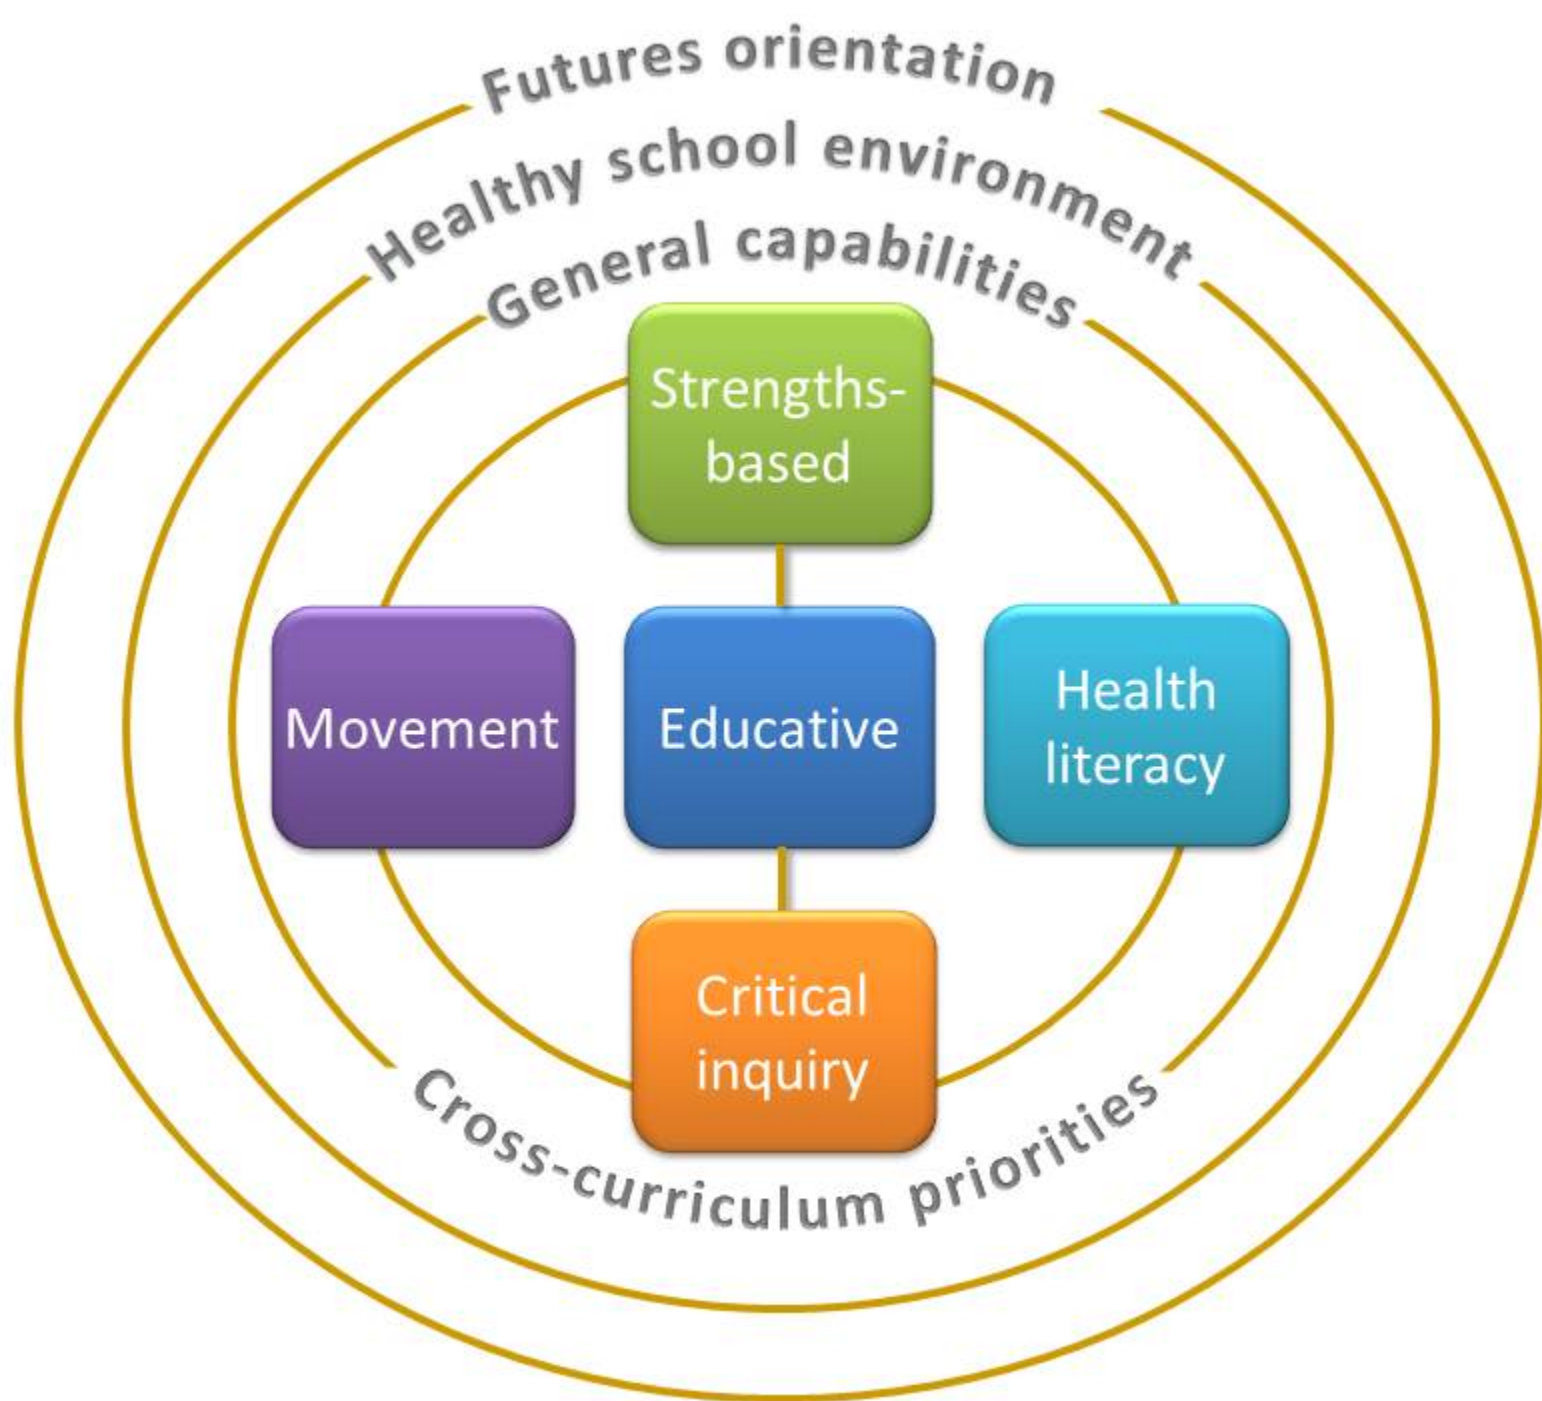 Futures orientation
Healthy school environment
General capabilities
Strengths-
based
Movement
Educative
Health
literacy
Critical
inquiry
Cross-curriculum priorities